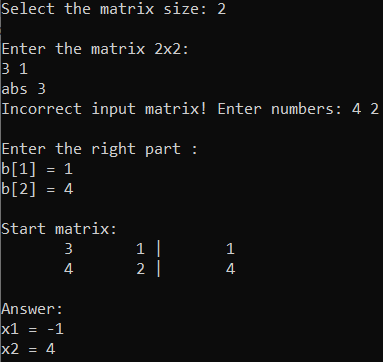 Select the matrix size: 2
Enter the matrix 2x2:
3 1
abs 3
Incorrect input matrix! Enter numbers: 4 2
Enter the right part :
b[1] = 1
b[2] = 4
Start matrix:
3 1 | 1
4 2 | 4
Answer:
x1 = -1
x2 = 4